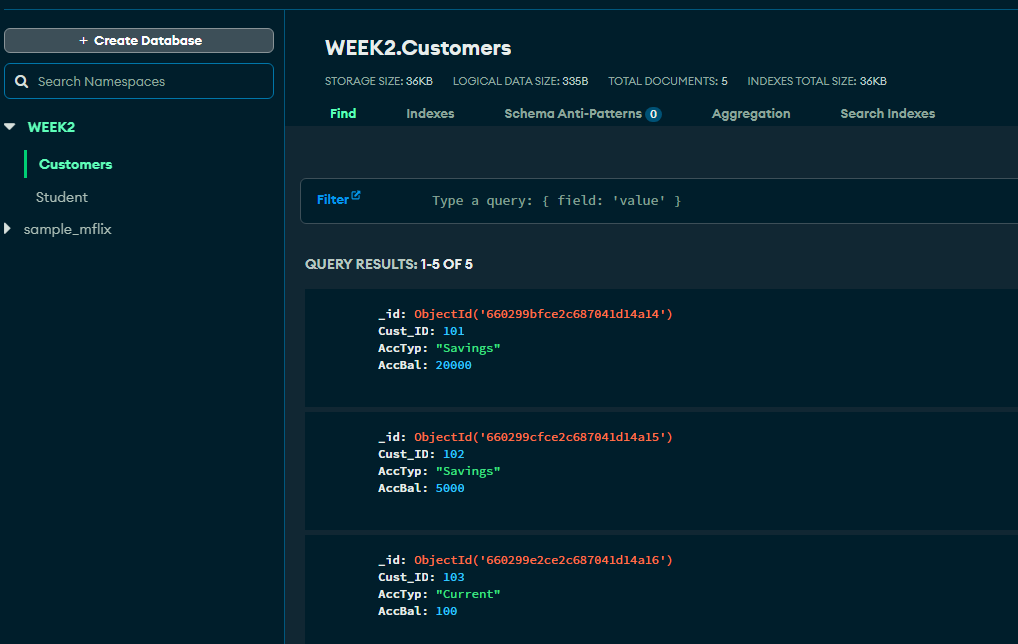 + Create Database
Search Namespaces
WEEK2
Customers
Student
sample_mflix
WEEK2.Customers
STORAGE SIZE: 36KB LOGICAL DATA SIZE: 335B TOTAL DOCUMENTS: 5 INDEXES TOTAL SIZE: 36KB
Find Indexes Schema Anti-Patterns 0 Aggregation Search Indexes
Filter Type a query: { field: 'value' }
QUERY RESULTS: 1-5 OF 5
_id: ObjectId('660299bfce2c687041d14a14')
Cust_ID: 101
AccTyp: "Savings"
AccBal: 20000
_id: ObjectId('660299cfce2c687041d14a15')
Cust_ID: 102
AccTyp: "Savings"
AccBal: 5000
_id: ObjectId('660299e2ce2c687041d14a16')
Cust_ID: 103
AccTyp: "Current"
AccBal: 100